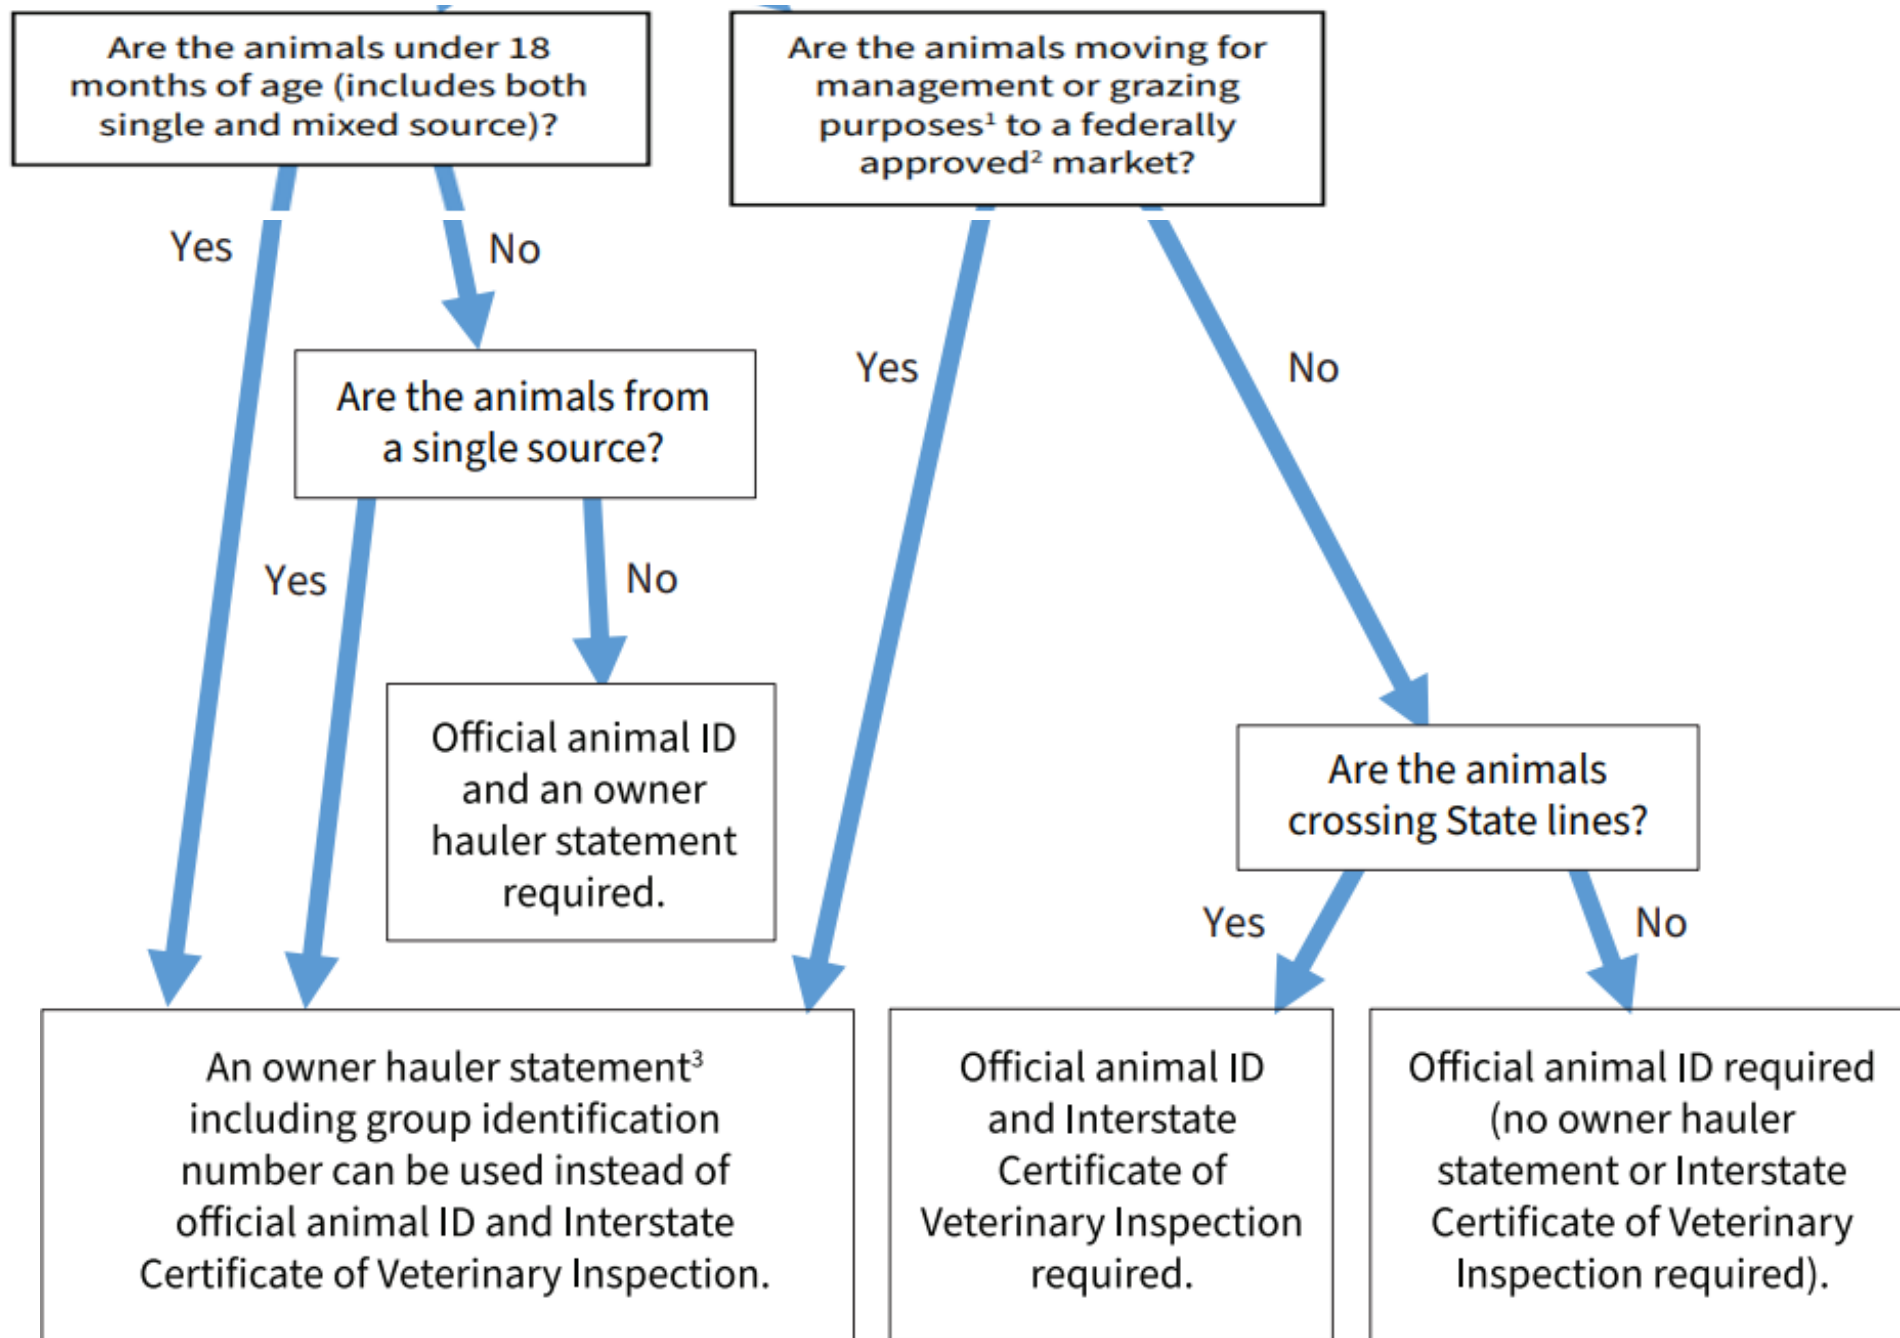 Are the animals under 18
months of age (includes both
single and mixed source)?
Are the animals moving for
management or grazing
purposes¹ to a federally
approved² market?
Yes
No
Yes
No
Are the animals from
a single source?
Yes
No
Official animal ID
and an owner
hauler statement
required.
Are the animals
crossing State lines?
Yes
No
An owner hauler statement³
including group identification
number can be used instead of
official animal ID and Interstate
Certificate of Veterinary Inspection.
Official animal ID
and Interstate
Certificate of
Veterinary Inspection
required.
Official animal ID required
(no owner hauler
statement or Interstate
Certificate of Veterinary
Inspection required).